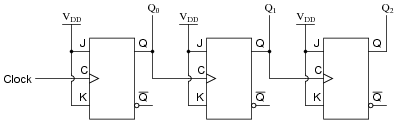 Q0 Q1 Q2
VDD VDD VDD
J Q J Q J Q
Clock C C C
K Q̅ K Q̅ K Q̅